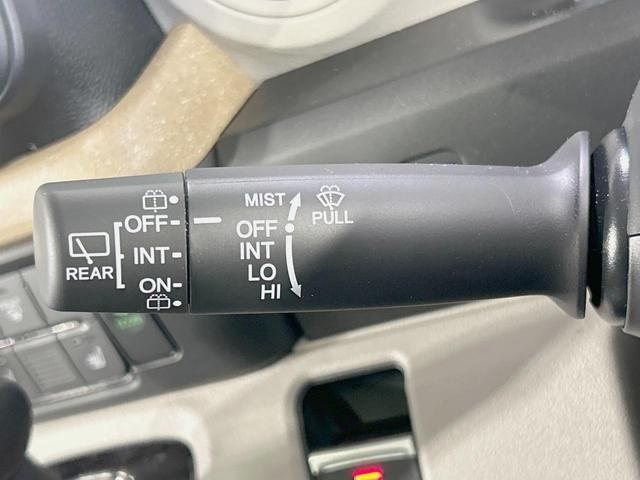 MIST
PULL
OFF
INT
LO
HI
OFF
INT
ON
REAR